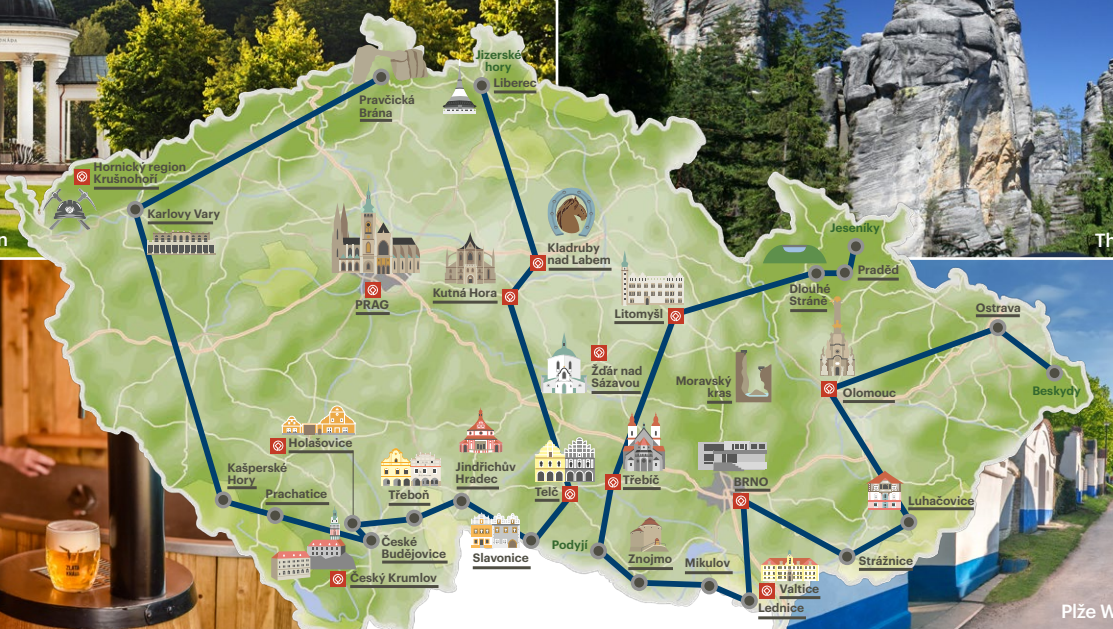 Jizerské
hory
Liberec
Pravčická
Brána
Hornický region
Krušnohoří
Karlovy Vary
Kladruby
nad Labem
Jeseníky
Th
n
PRAG
Kutná Hora
Litomyšl
Dlouhé
Stráně
Praděd
Ostrava
Žďár nad
Sázavou
Moravský
kras
Olomouc
Beskydy
Holašovice
Kašperské
Hory
Prachatice
Třeboň
Jindřichův
Hradec
Telč
Třebíč
BRNO
Luhačovice
České
Budějovice
Slavonice
Podyjí
Znojmo
Mikulov
Strážnice
Český Krumlov
Valtice
Lednice
Plže W